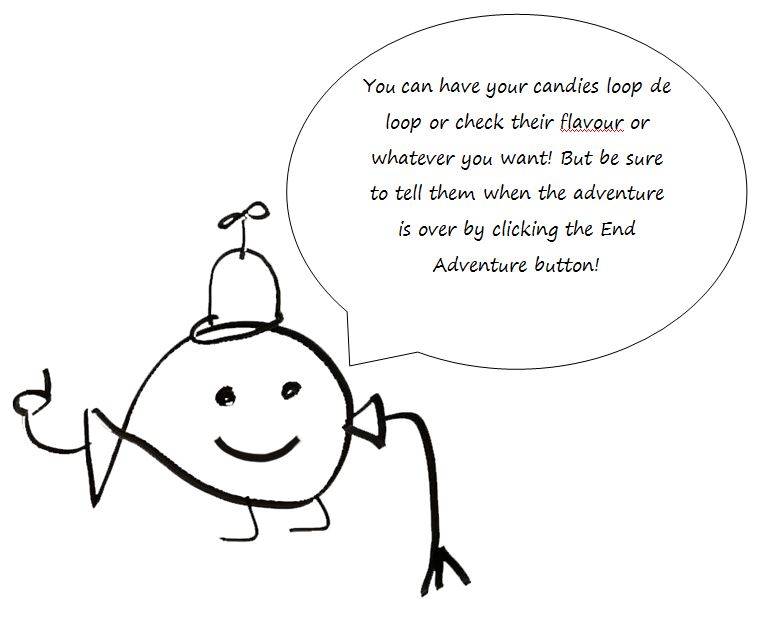 You can have your candies loop de
loop or check their flavour or
whatever you want! But be sure
to tell them when the adventure
is over by clicking the End
Adventure button!